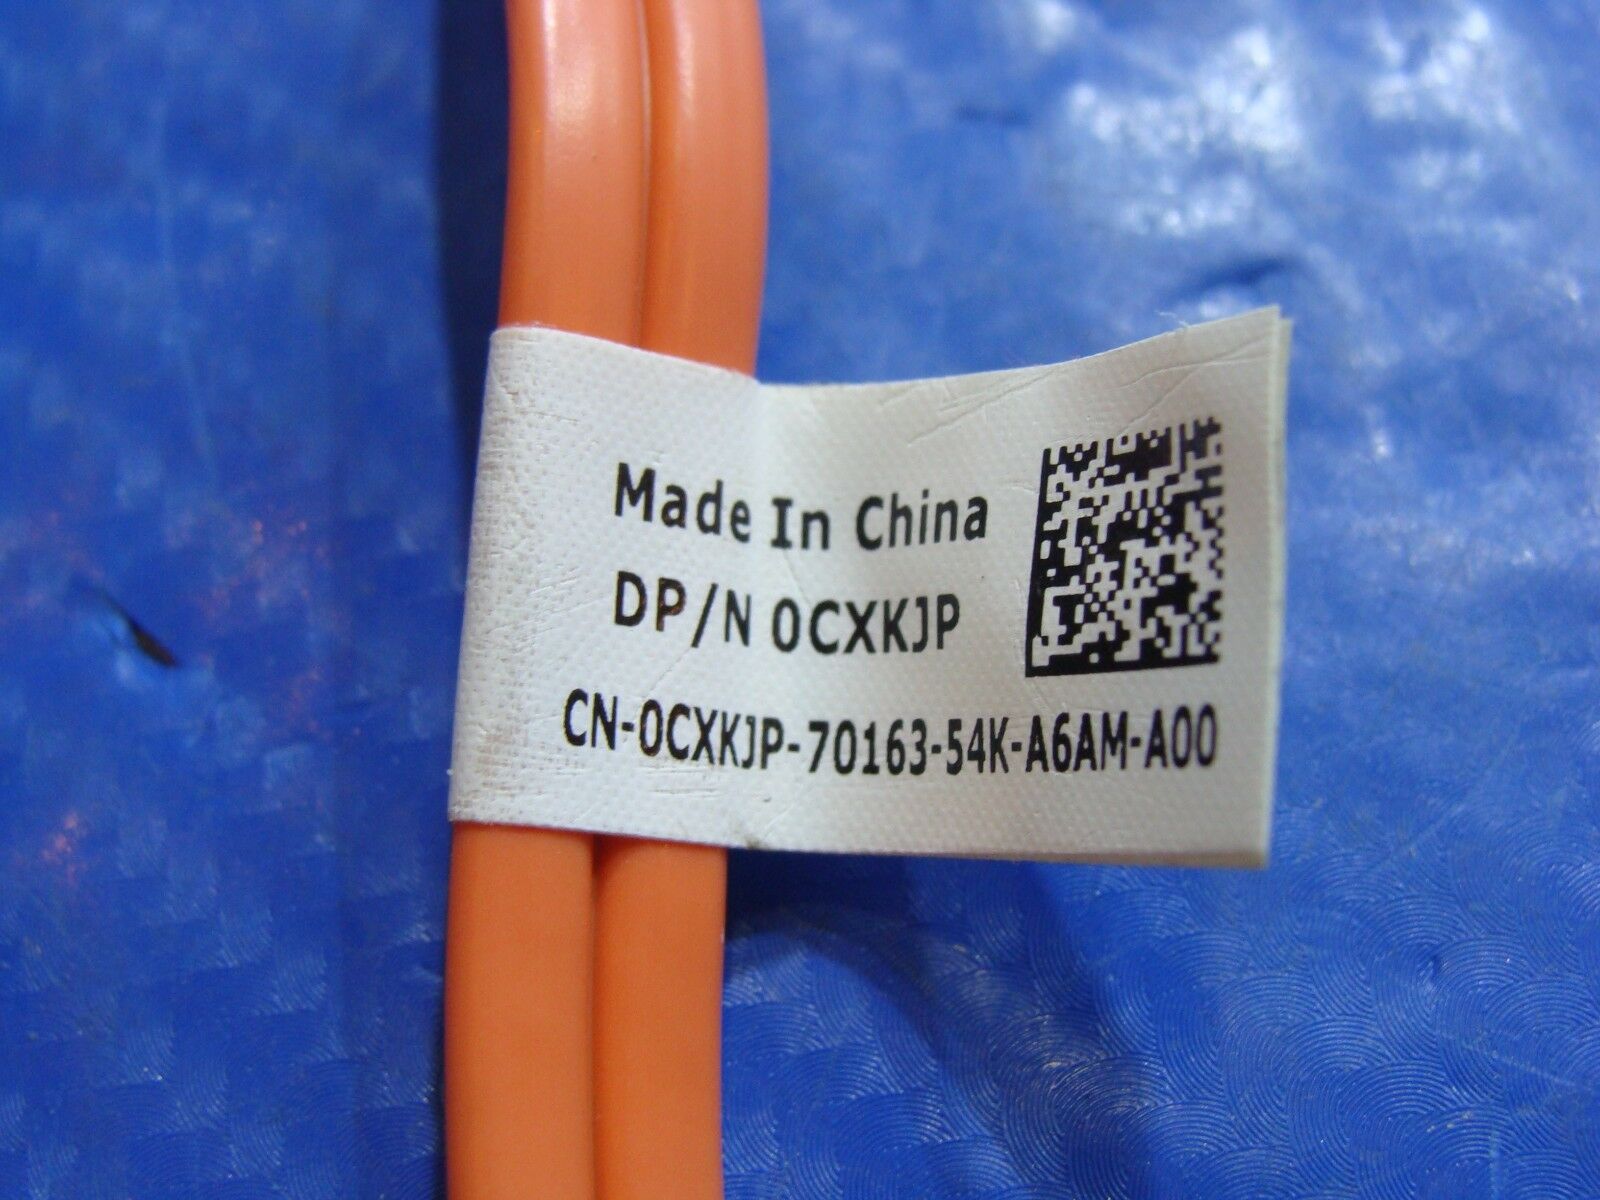 Made In China
DP/N 0CXKJP
CN-0CXKJP-70163-54K-A6AM-A00